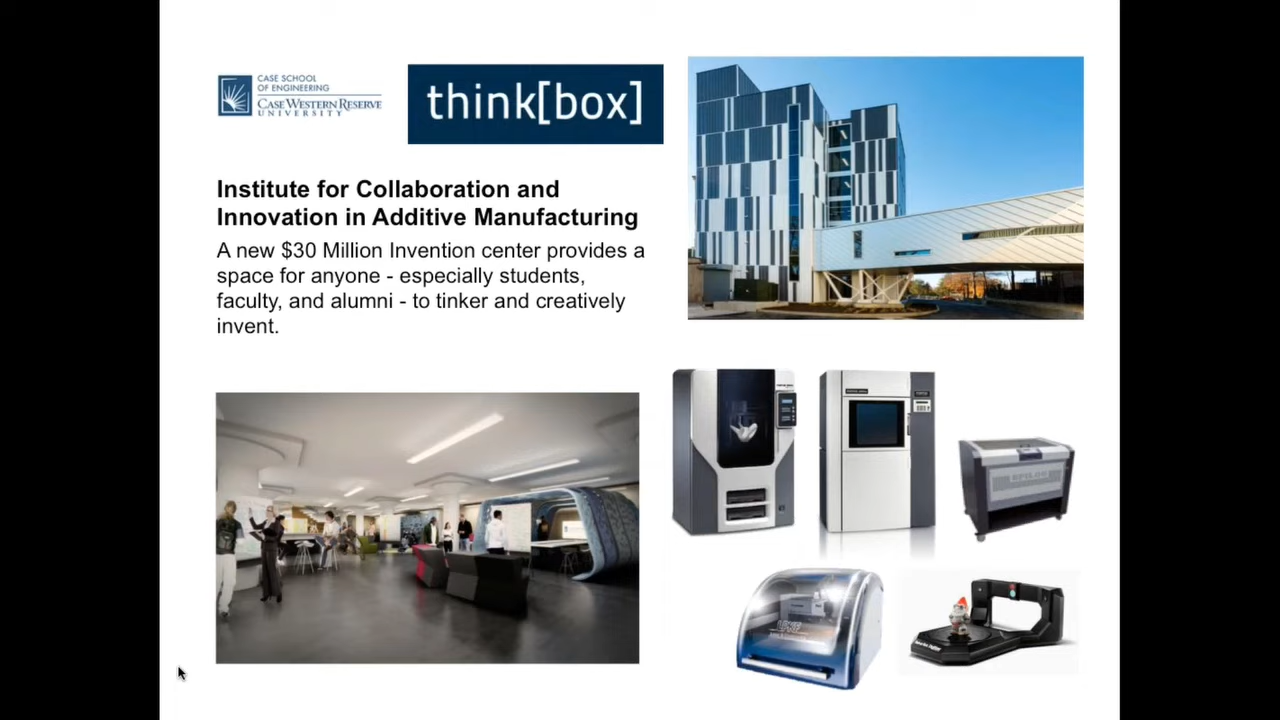 CASE SCHOOL
OF ENGINEERING
CASE WESTERN RESERVE
UNIVERSITY
think[box]
Institute for Collaboration and
Innovation in Additive Manufacturing
A new $30 Million Invention center provides a
space for anyone - especially students,
faculty, and alumni - to tinker and creatively
invent.
EPILOG